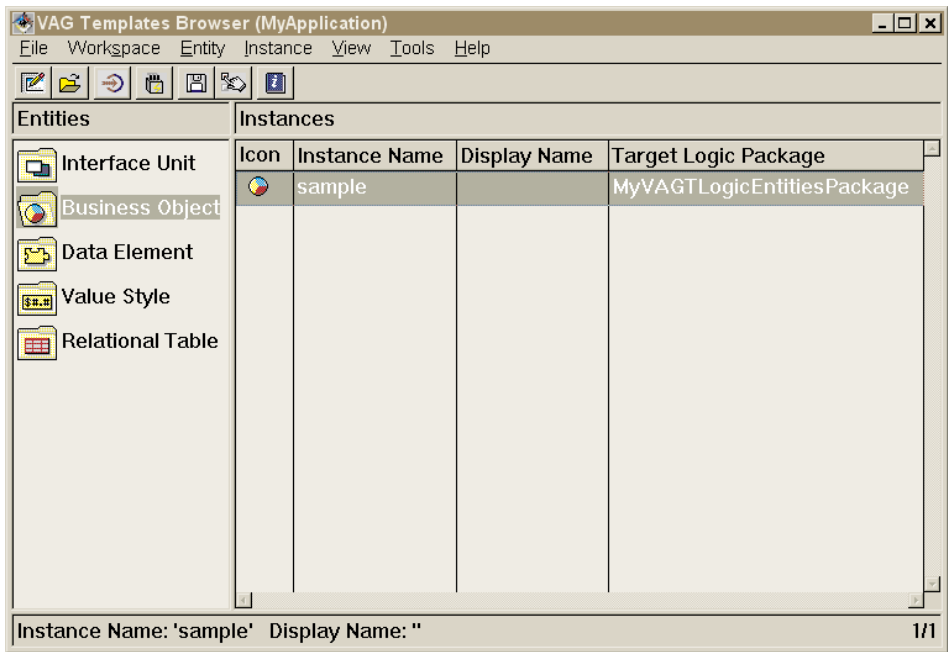 VAG Templates Browser (MyApplication)
File Workspace Entity Instance View Tools Help
Entities Instances
Icon Instance Name Display Name Target Logic Package
Interface Unit
sample MyVAGTLogicEntitiesPackage
Business Object
Data Element
$#.#
Value Style
Relational Table
Instance Name: 'sample' Display Name: '' 1/1